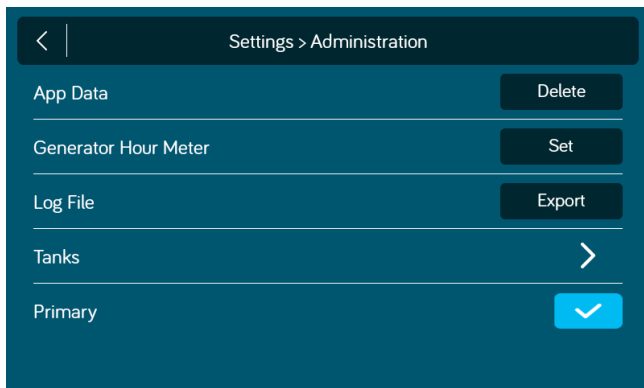 Settings > Administration
App Data
Delete
Generator Hour Meter
Set
Log File
Export
Tanks
Primary